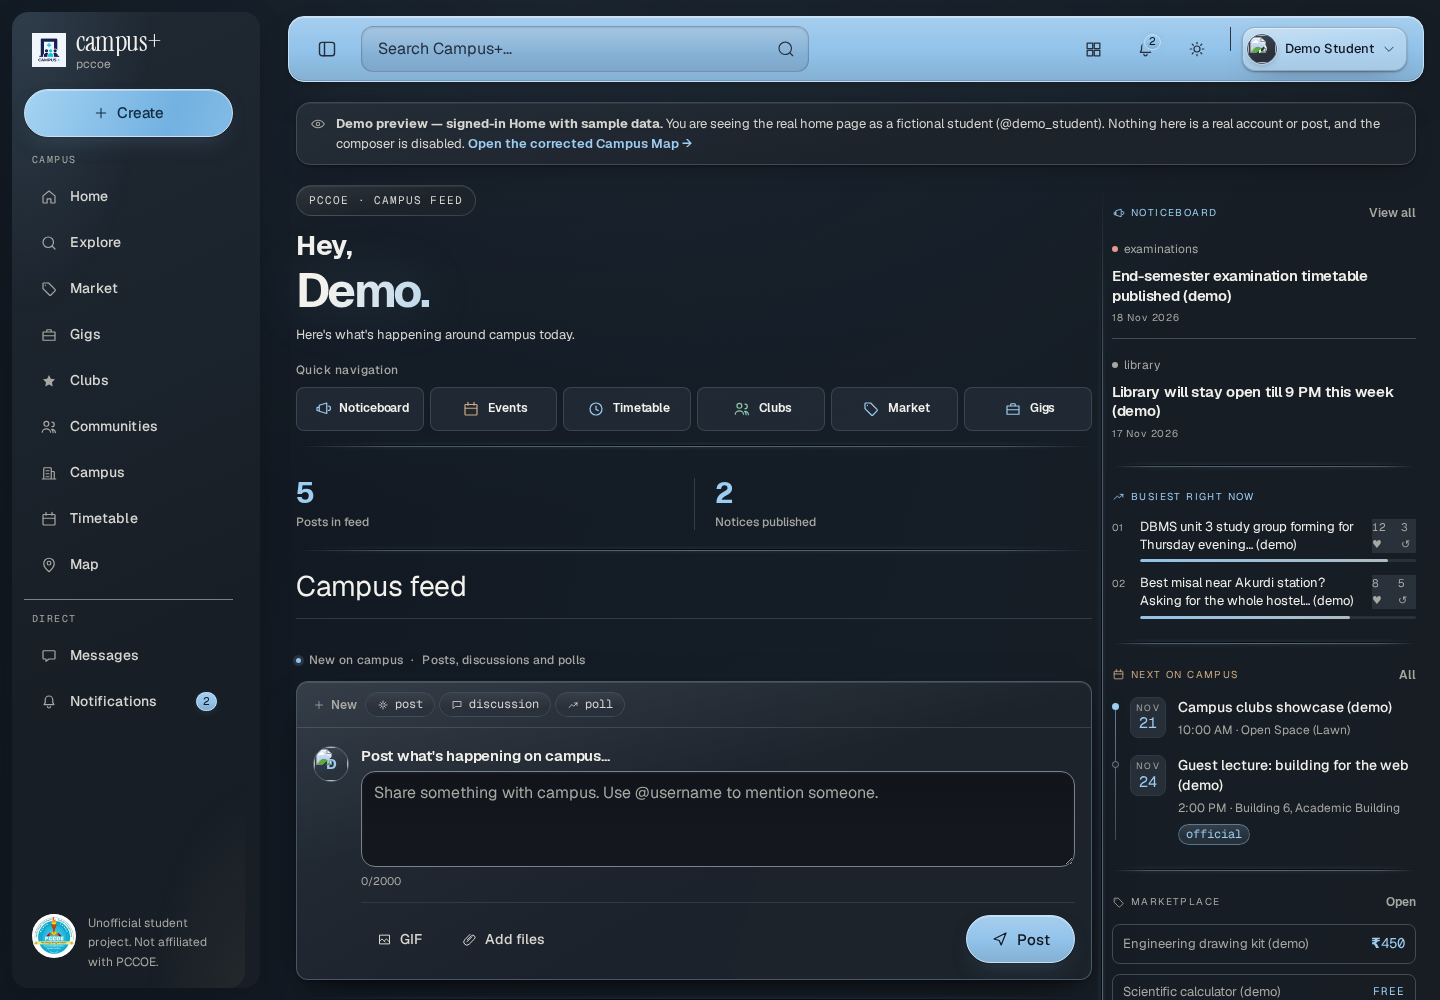 campus+
pccoe
Create
CAMPUS
Home
Explore
Market
Gigs
Clubs
Communities
Campus
Timetable
Map
DIRECT
Messages
Notifications 2
Unofficial student
project. Not affiliated
with PCCOE.
Search Campus+...
2
Demo Student
Demo preview — signed-in Home with sample data. You are seeing the real home page as a fictional student (@demo_student). Nothing here is a real account or post, and the
composer is disabled. Open the corrected Campus Map →
PCCOE · CAMPUS FEED
Hey,
Demo.
Here's what's happening around campus today.
Quick navigation
Noticeboard Events Timetable Clubs Market Gigs
5
Posts in feed
2
Notices published
Campus feed
New on campus · Posts, discussions and polls
New post discussion poll
D
Post what's happening on campus...
Share something with campus. Use @username to mention someone.
0/2000
GIF Add files Post
NOTICEBOARD View all
examinations
End-semester examination timetable
published (demo)
18 Nov 2026
library
Library will stay open till 9 PM this week
(demo)
17 Nov 2026
BUSIEST RIGHT NOW
01 DBMS unit 3 study group forming for 12 3
Thursday evening... (demo) ♥ ↺
02 Best misal near Akurdi station? 8 5
Asking for the whole hostel... (demo) ♥ ↺
NEXT ON CAMPUS All
NOV
21
Campus clubs showcase (demo)
10:00 AM · Open Space (Lawn)
NOV
24
Guest lecture: building for the web
(demo)
2:00 PM · Building 6, Academic Building
official
MARKETPLACE Open
Engineering drawing kit (demo) ₹450
Scientific calculator (demo) FREE